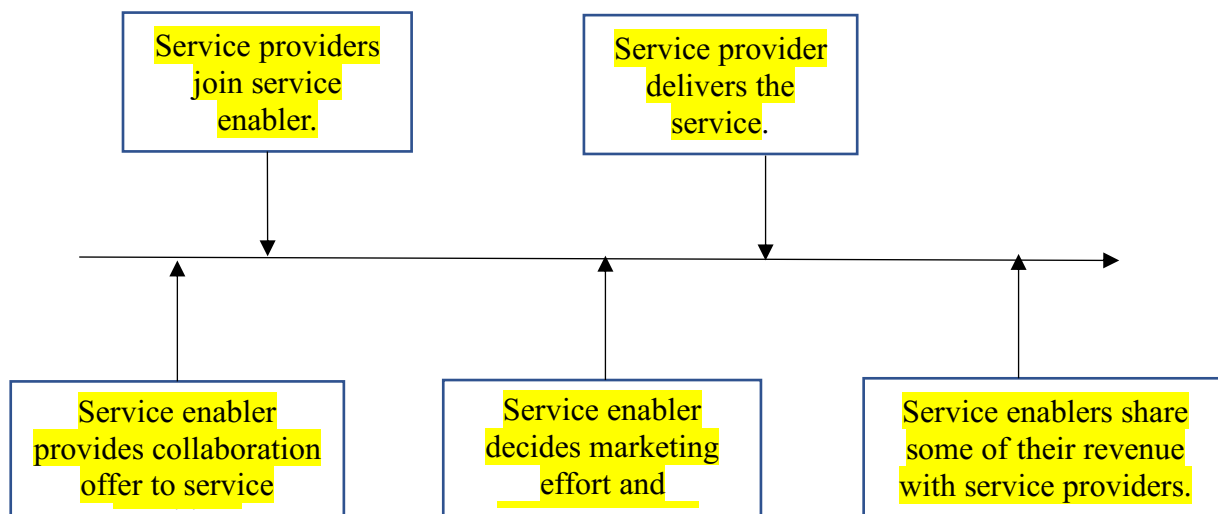 Service providers
join service
enabler.
Service provider
delivers the
service.
Service enabler
provides collaboration
offer to service
Service enabler
decides marketing
effort and
Service enablers share
some of their revenue
with service providers.